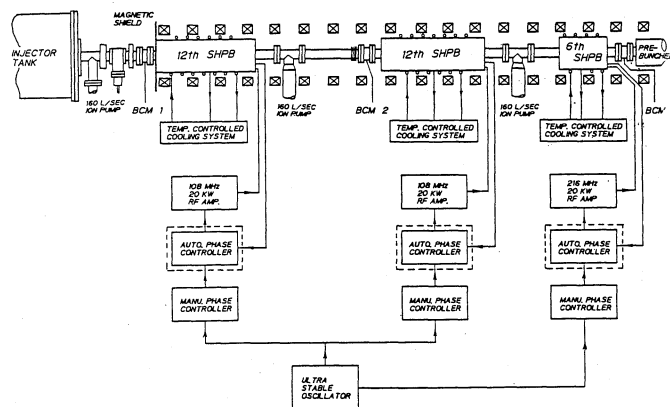 MAGNETIC
SHIELD
INJECTOR
TANK
12th SHPB
12th SHPB
6th
SHPB
PRE-
BUNCHER
160 L/SEC
ION PUMP
BCM 1
160 L/SEC
ION PUMP
BCM 2
160 L/SEC
ION PUMP
BCM
TEMP. CONTROLLED
COOLING SYSTEM
TEMP. CONTROLLED
COOLING SYSTEM
TEMP. CONTROLLED
COOLING SYSTEM
108 MHz
20 KW
RF AMP.
108 MHz
20 KW
RF AMP.
216 MHz
20 KW
RF AMP
AUTO. PHASE
CONTROLLER
AUTO. PHASE
CONTROLLER
AUTO. PHASE
CONTROLLER
MANU. PHASE
CONTROLLER
MANU. PHASE
CONTROLLER
MANU. PHASE
CONTROLLER
ULTRA
STABLE
OSCILLATOR